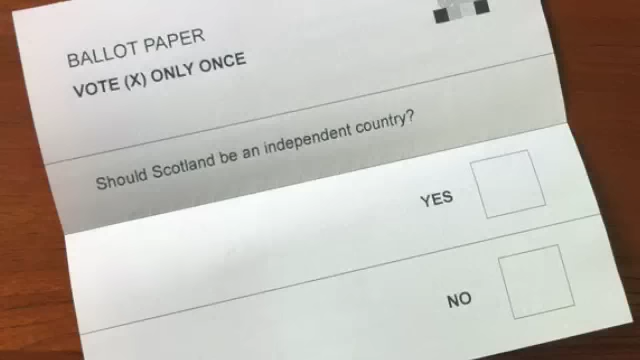 BALLOT PAPER
VOTE (X) ONLY ONCE
Should Scotland be an independent country?
YES
NO